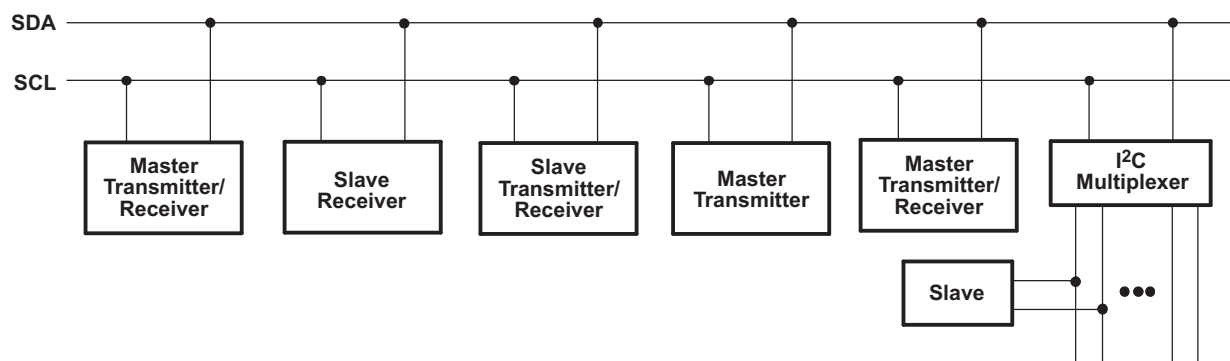 SDA
SCL
Master
Transmitter/
Receiver
Slave
Receiver
Slave
Transmitter/
Receiver
Master
Transmitter
Master
Transmitter/
Receiver
I²C
Multiplexer
Slave